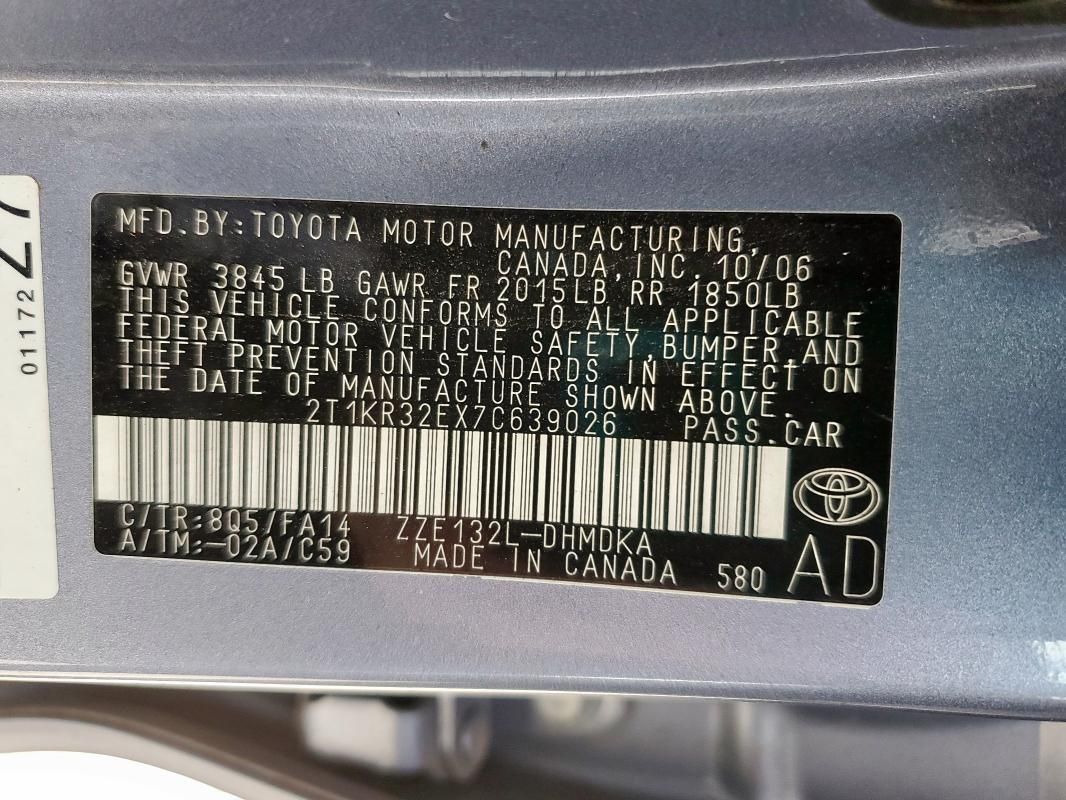 MFD.BY:TOYOTA MOTOR MANUFACTURING,
CANADA,INC. 10/06
GVWR 3845LB GAWR FR 2015LB RR 1850LB
THIS VEHICLE CONFORMS TO ALL APPLICABLE
FEDERAL MOTOR VEHICLE SAFETY,BUMPER,AND
THEFT PREVENTION STANDARDS IN EFFECT ON
THE DATE OF MANUFACTURE SHOWN ABOVE.
2T1KR32EX7C639026 PASS.CAR
C/TR:8Q5/FA14 ZZE132L-DHMDKA
A/TM:-02A/C59 MADE IN CANADA 580 AD
01172